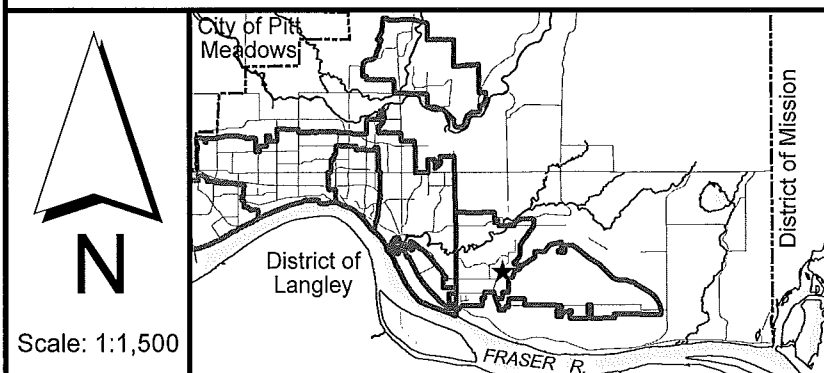 City of Pitt
Meadows
N
Scale: 1:1,500
District of
Langley
District of Mission
FRASER R.